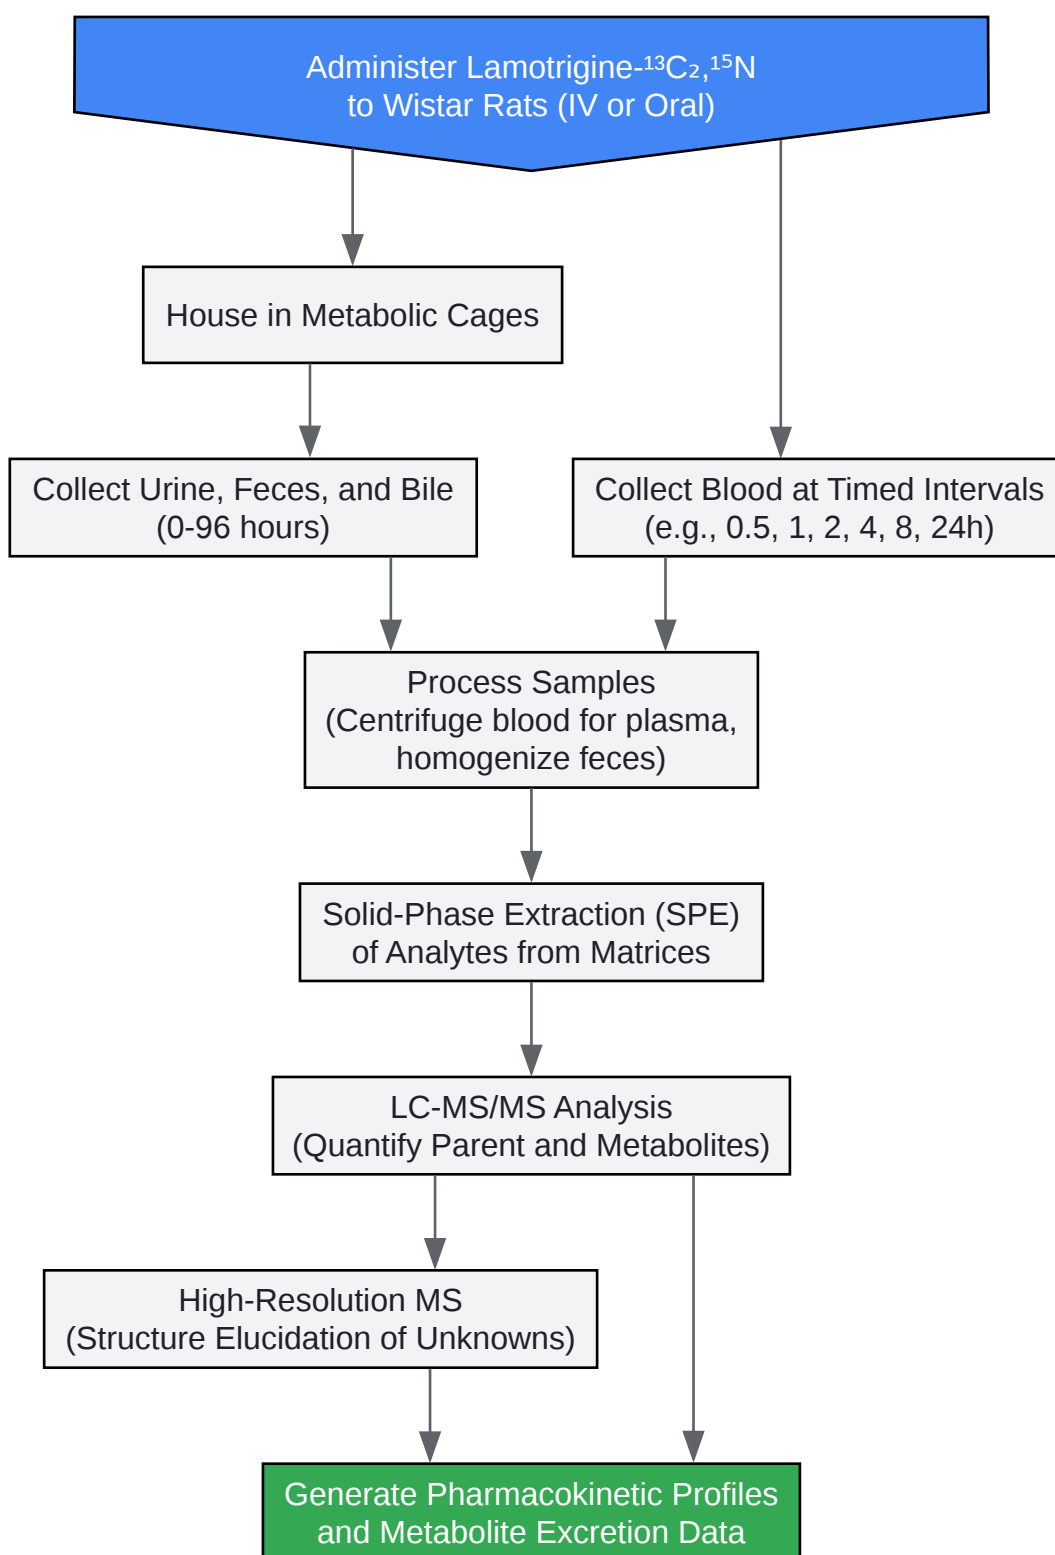 Administer Lamotrigine-¹³C₂,¹⁵N
to Wistar Rats (IV or Oral)
House in Metabolic Cages
Collect Urine, Feces, and Bile
(0-96 hours)
Collect Blood at Timed Intervals
(e.g., 0.5, 1, 2, 4, 8, 24h)
Process Samples
(Centrifuge blood for plasma,
homogenize feces)
Solid-Phase Extraction (SPE)
of Analytes from Matrices
LC-MS/MS Analysis
(Quantify Parent and Metabolites)
High-Resolution MS
(Structure Elucidation of Unknowns)
Generate Pharmacokinetic Profiles
and Metabolite Excretion Data